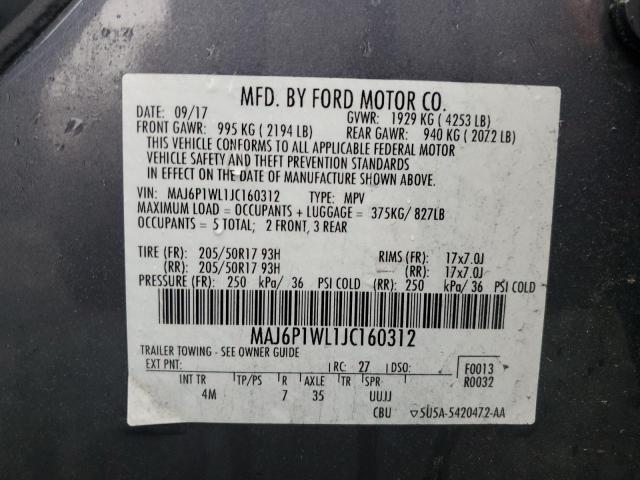 MFD. BY FORD MOTOR CO.
DATE: 09/17 GVWR: 1929 KG ( 4253 LB)
FRONT GAWR: 995 KG ( 2194 LB) REAR GAWR: 940 KG ( 2072 LB)
THIS VEHICLE CONFORMS TO ALL APPLICABLE FEDERAL MOTOR
VEHICLE SAFETY AND THEFT PREVENTION STANDARDS
IN EFFECT ON THE DATE OF MANUFACTURE SHOWN ABOVE.
VIN: MAJ6P1WL1JC160312 TYPE: MPV
MAXIMUM LOAD = OCCUPANTS + LUGGAGE = 375KG/ 827LB
OCCUPANTS = 5 TOTAL; 2 FRONT, 3 REAR
TIRE (FR): 205/50R17 93H RIMS (FR): 17x7.0J
(RR): 205/50R17 93H (RR): 17x7.0J
PRESSURE (FR): 250 kPa/ 36 PSI COLD (RR): 250 kPa/ 36 PSI COLD
MAJ6P1WL1JC160312
TRAILER TOWING - SEE OWNER GUIDE
EXT PNT: RC: 27 DSO: F0013
R0032
INT TR TP/PS R AXLE TR SPR
4M 7 35 UUJJ
CBU ▽5U5A-5420472-AA